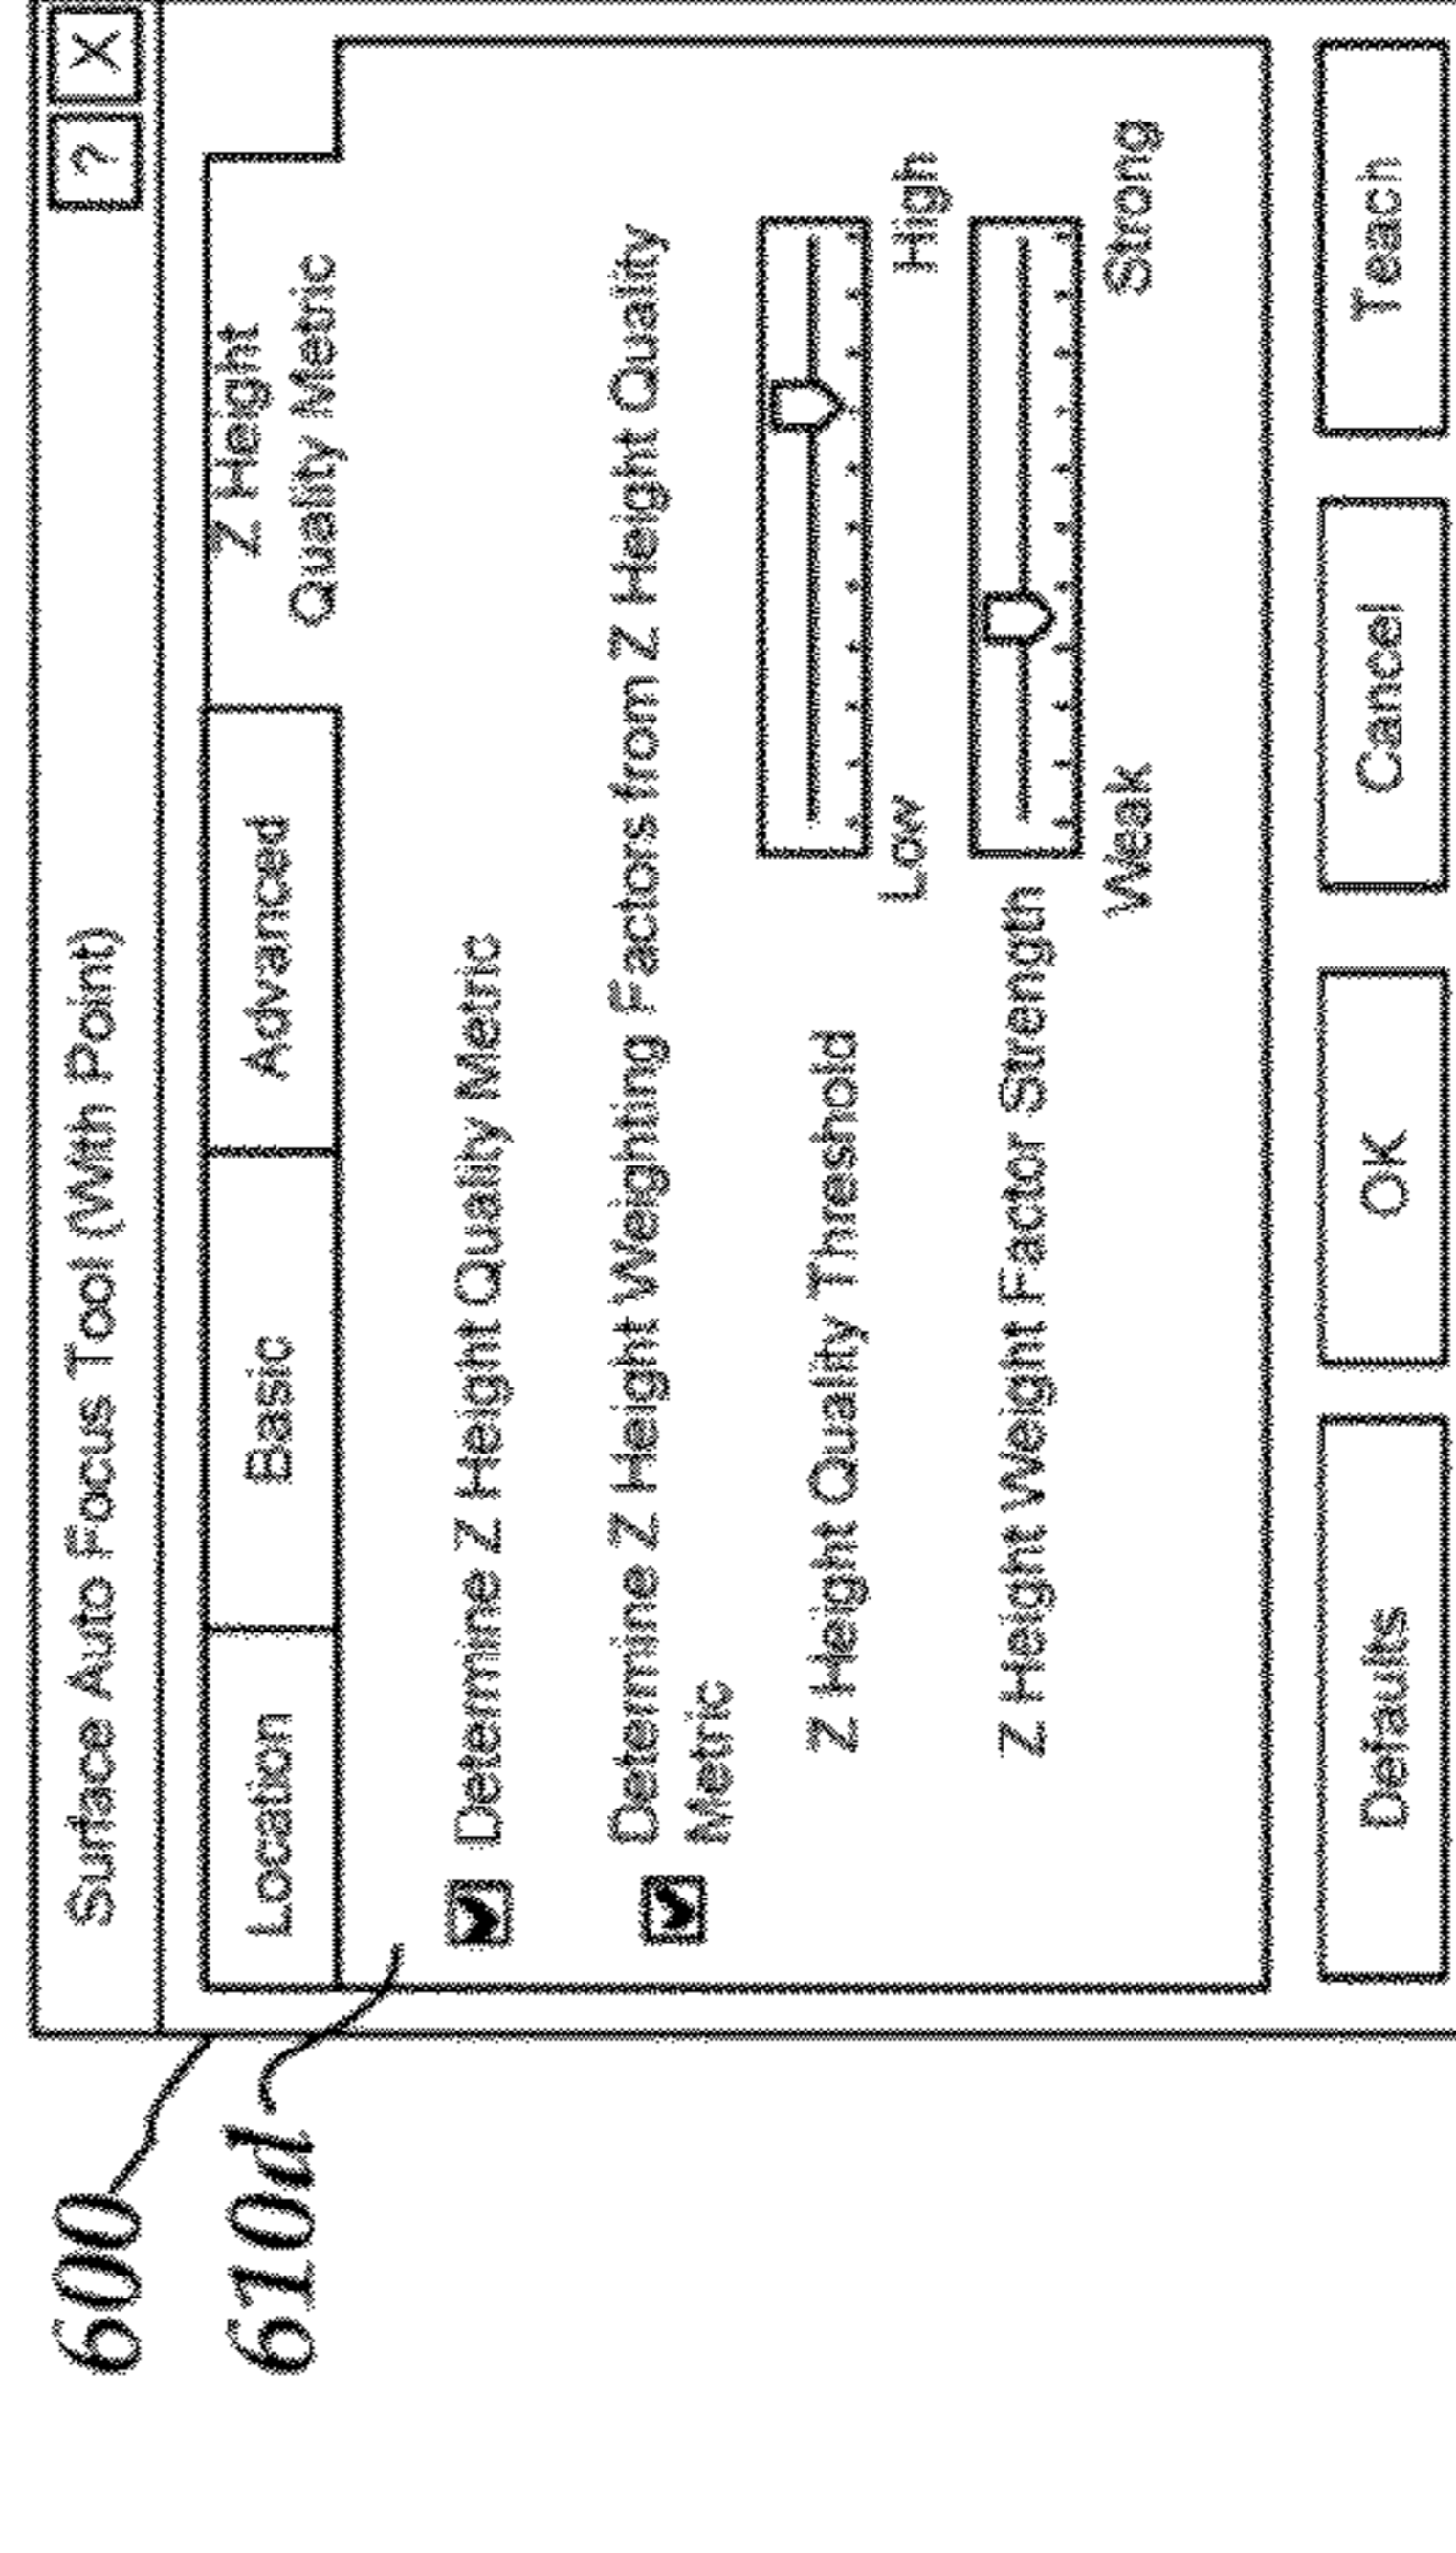 600
Surface Auto Focus Tool (With Point)
? X
610d
Location Basic Advanced Z Height
Quality Metric
Determine Z Height Quality Metric
Determine Z Height Weighting Factors from Z Height Quality
Metric
Z Height Quality Threshold
Low High
Z Height Weight Factor Strength
Weak Strong
Defaults OK Cancel Teach